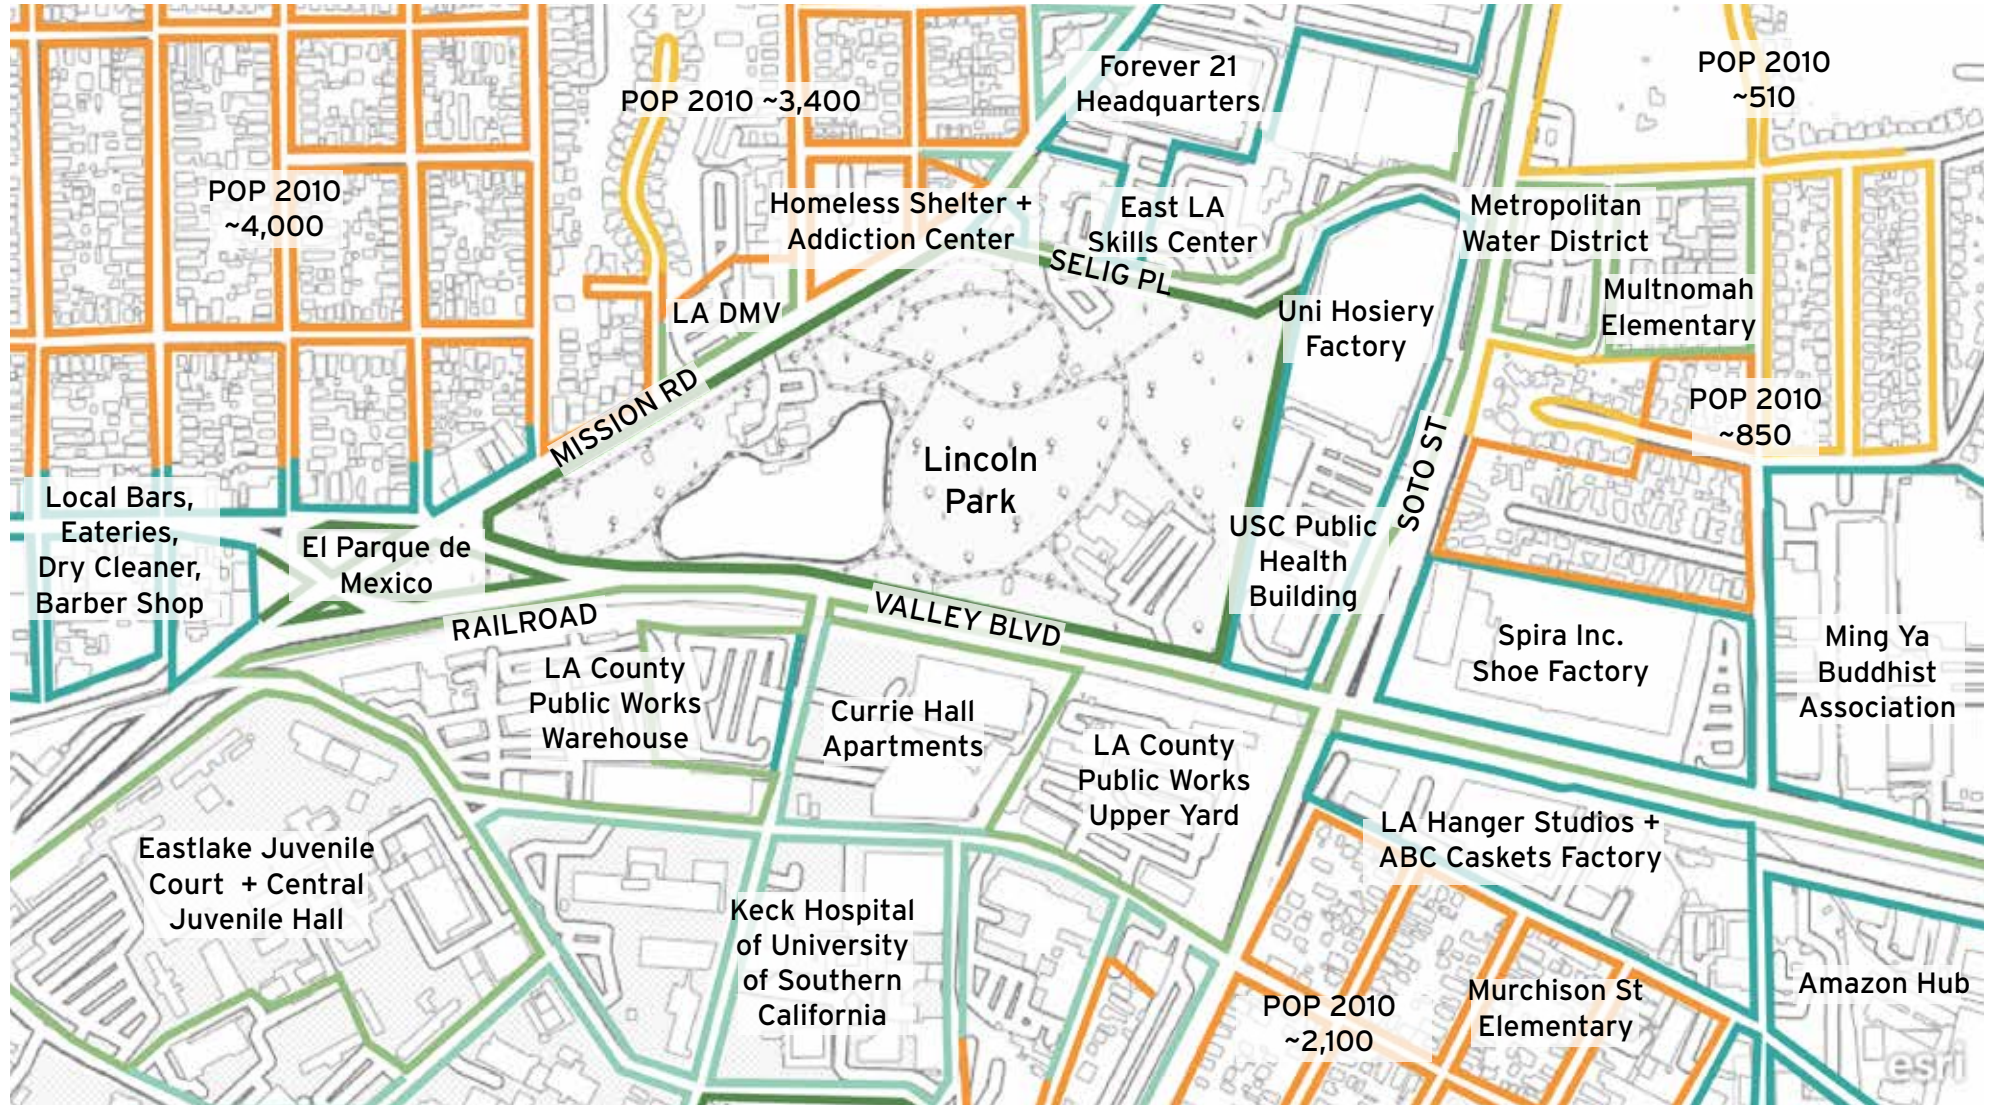 Forever 21
Headquarters
POP 2010
~510
POP 2010 ~3,400
POP 2010
~4,000
Homeless Shelter +
Addiction Center
East LA
Skills Center
Metropolitan
Water District
SELIG PL
LA DMV
Uni Hosiery
Factory
Multnomah
Elementary
MISSION RD
POP 2010
~850
Lincoln
Park
SOTO ST
Local Bars,
Eateries,
Dry Cleaner,
Barber Shop
El Parque de
Mexico
USC Public
Health
Building
RAILROAD
VALLEY BLVD
LA County
Public Works
Warehouse
Spira Inc.
Shoe Factory
Ming Ya
Buddhist
Association
Currie Hall
Apartments
LA County
Public Works
Upper Yard
LA Hanger Studios +
ABC Caskets Factory
Eastlake Juvenile
Court + Central
Juvenile Hall
Keck Hospital
of University
of Southern
California
POP 2010
~2,100
Murchison St
Elementary
Amazon Hub
esri